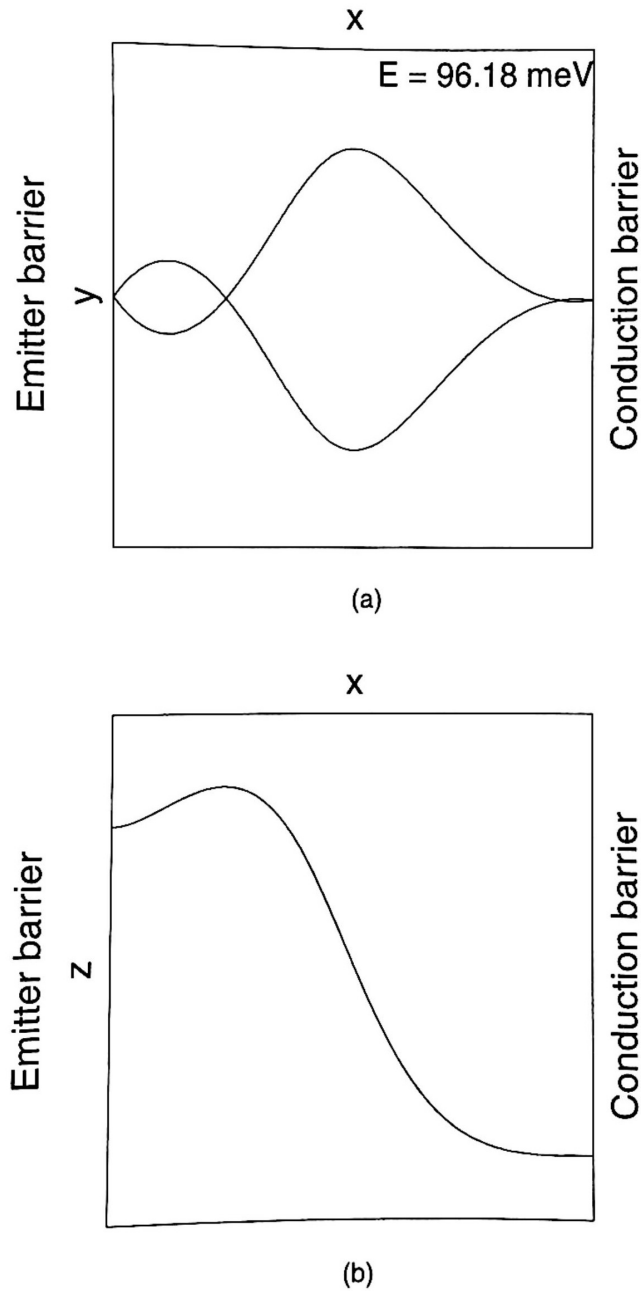 x
E = 96.18 meV
Emitter barrier
y
Conduction barrier
(a)
x
Emitter barrier
z
Conduction barrier
(b)